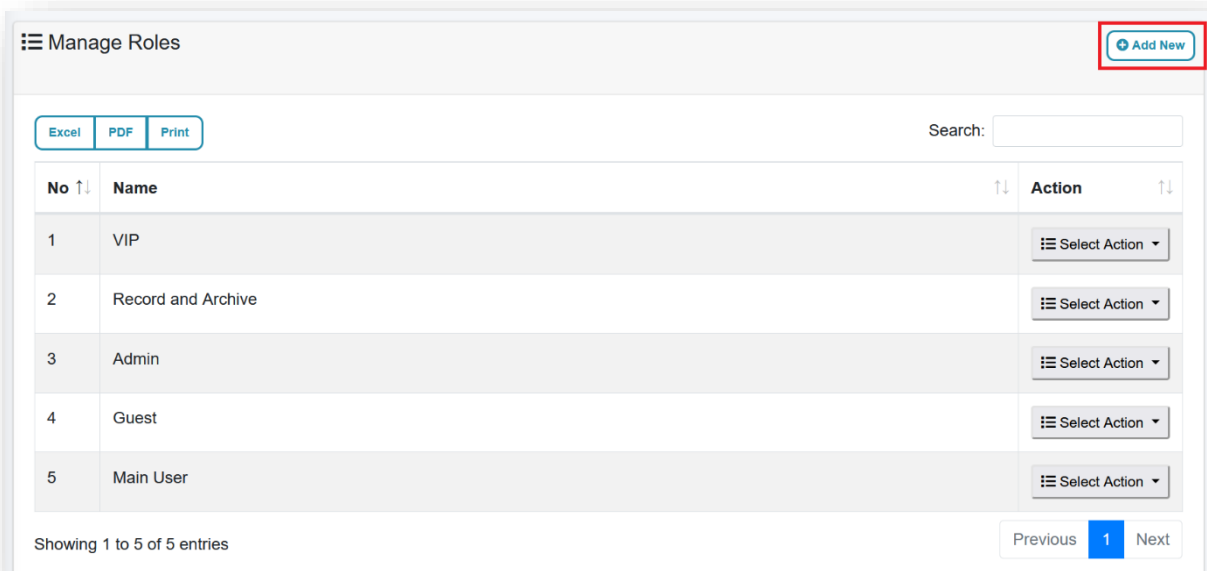 Manage Roles
Add New
Excel PDF Print
Search:
No Name Action
1 VIP Select Action
2 Record and Archive Select Action
3 Admin Select Action
4 Guest Select Action
5 Main User Select Action
Showing 1 to 5 of 5 entries
Previous 1 Next